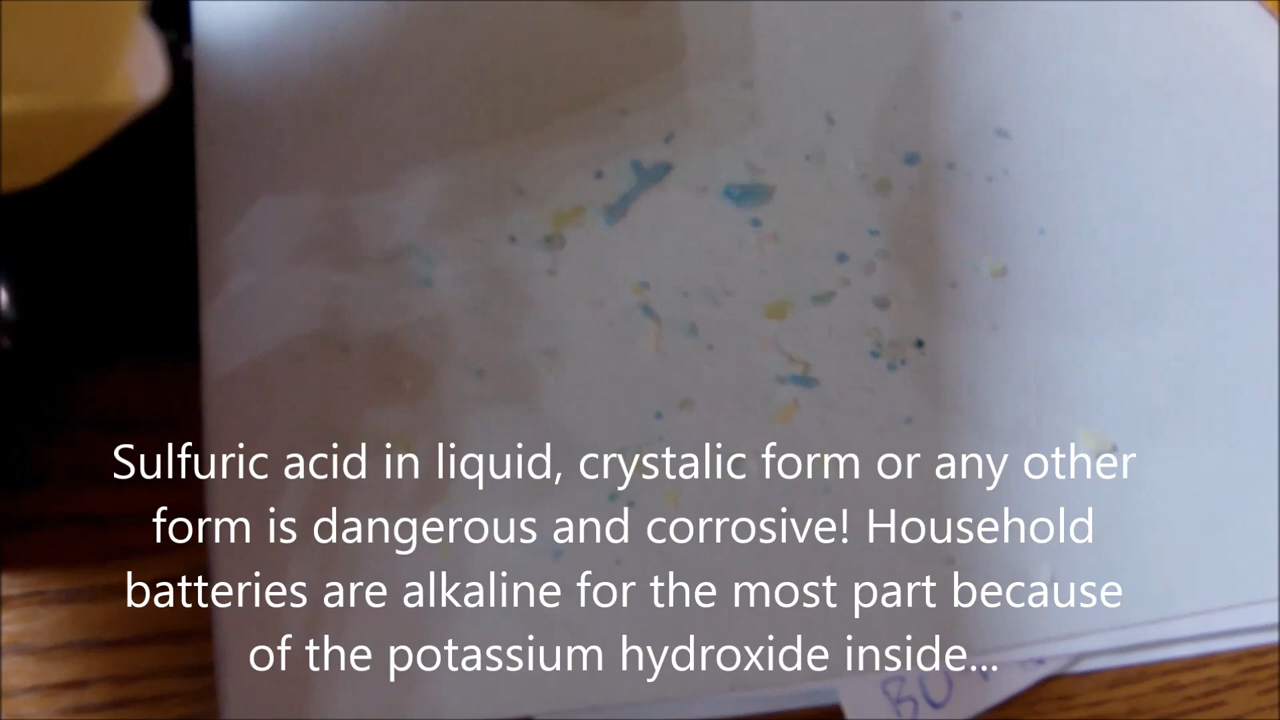 Sulfuric acid in liquid, crystalic form or any other
form is dangerous and corrosive! Household
batteries are alkaline for the most part because
of the potassium hydroxide inside...